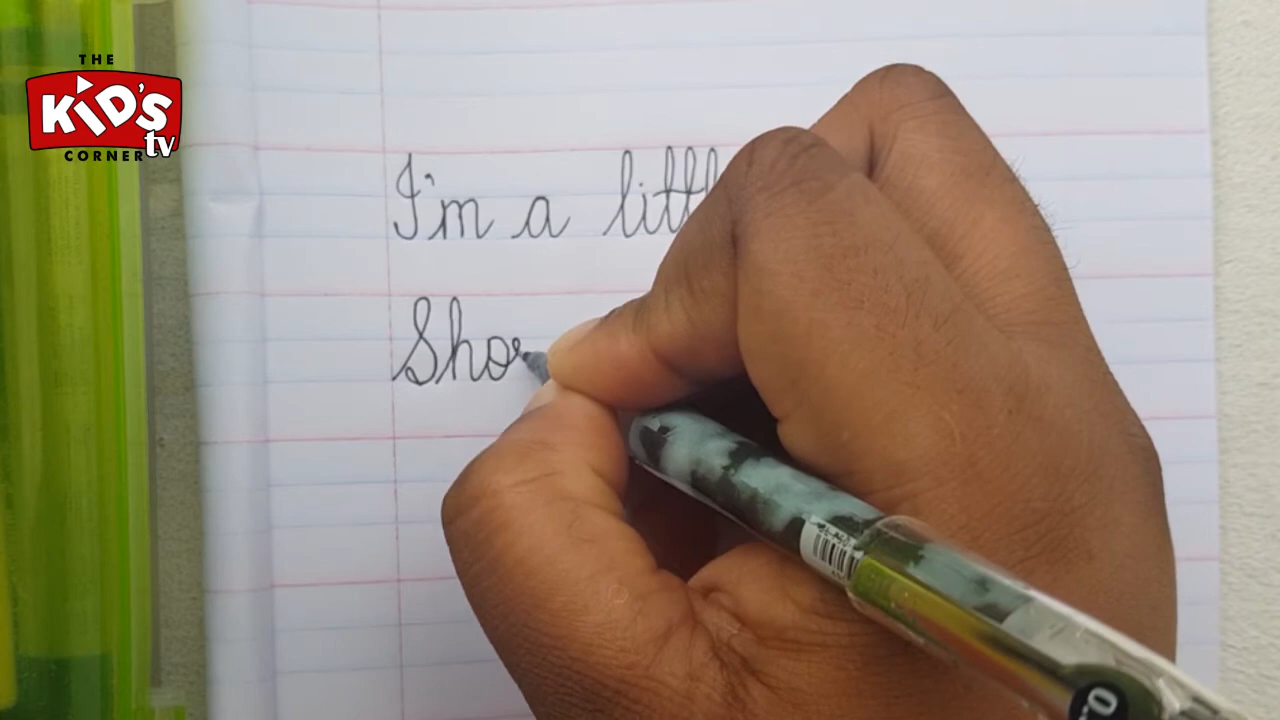 THE
KiD'S
tv
CORNER
I'm a littl
Shor